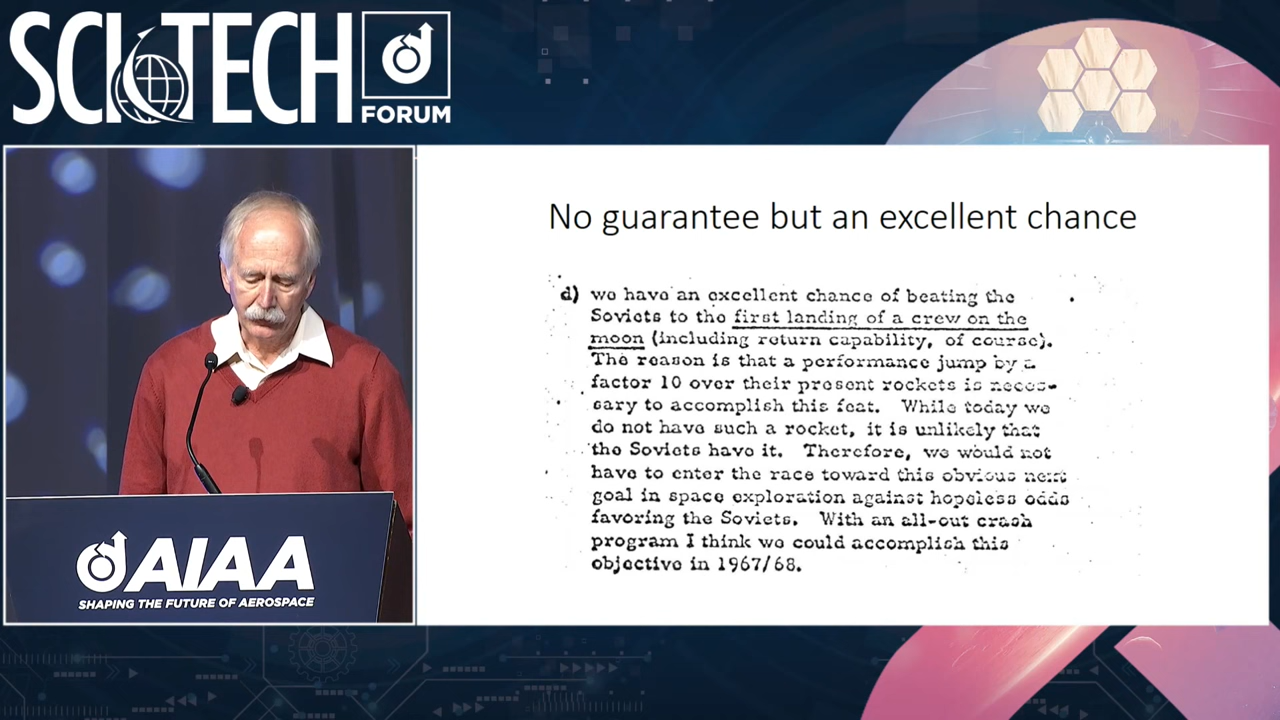 SCITECH
FORUM
No guarantee but an excellent chance
d) we have an excellent chance of beating the
Soviets to the first landing of a crew on the
moon (including return capability, of course).
The reason is that a performance jump by a
factor 10 over their present rockets is neces-
sary to accomplish this feat. While today we
do not have such a rocket, it is unlikely that
the Soviets have it. Therefore, we would not
have to enter the race toward this obvious next
goal in space exploration against hopeless odds
favoring the Soviets. With an all-out crash
program I think we could accomplish this
objective in 1967/68.
AIAA
SHAPING THE FUTURE OF AEROSPACE